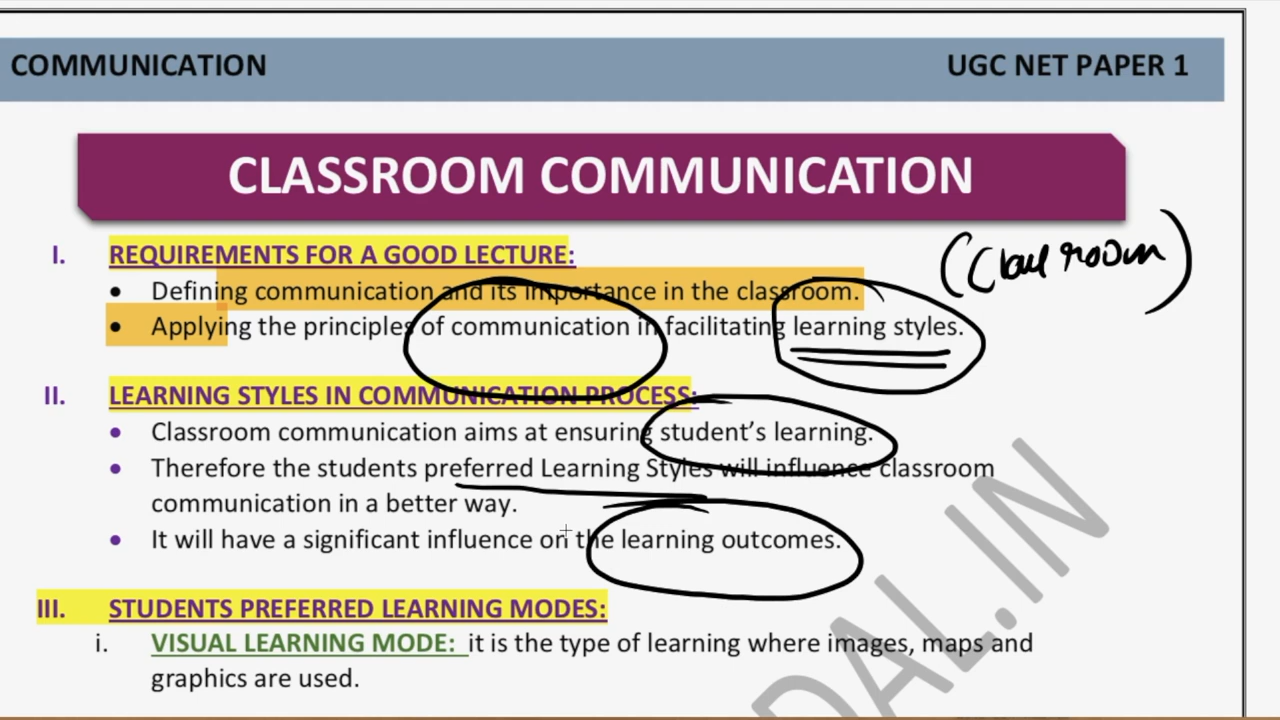 COMMUNICATION UGC NET PAPER 1
CLASSROOM COMMUNICATION
I. REQUIREMENTS FOR A GOOD LECTURE:
• Defining communication and its importance in the classroom.
(Classroom)
• Applying the principles of communication in facilitating learning styles.
II. LEARNING STYLES IN COMMUNICATION PROCESS:
• Classroom communication aims at ensuring student’s learning.
• Therefore the students preferred Learning Styles will influence classroom
communication in a better way.
• It will have a significant influence on the learning outcomes.
III. STUDENTS PREFERRED LEARNING MODES:
i. VISUAL LEARNING MODE: it is the type of learning where images, maps and
graphics are used.
DAL.IN